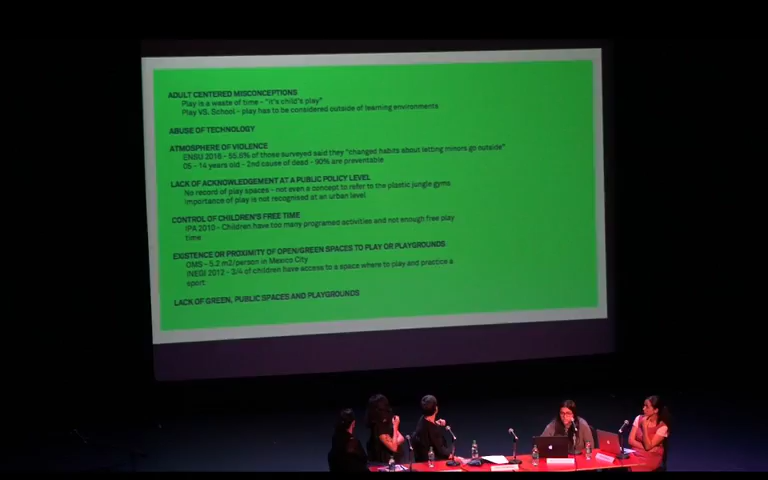 ADULT CENTERED MISCONCEPTIONS
Play is a waste of time - "it's child's play"
Play VS. School - play has to be considered outside of learning environments
ABUSE OF TECHNOLOGY
ATMOSPHERE OF VIOLENCE
ENSU 2016 - 55.6% of those surveyed said they "changed habits about letting minors go outside"
05 - 14 years old - 2nd cause of dead - 90% are preventable
LACK OF ACKNOWLEDGEMENT AT A PUBLIC POLICY LEVEL
No record of play spaces - not even a concept to refer to the plastic jungle gyms
Importance of play is not recognised at an urban level
CONTROL OF CHILDREN'S FREE TIME
IPA 2010 - Children have too many programed activities and not enough free play
time
EXISTENCE OR PROXIMITY OF OPEN/GREEN SPACES TO PLAY OR PLAYGROUNDS
OMS - 5.2 m2/person in Mexico City
INEGI 2012 - 3/4 of children have access to a space where to play and practice a
sport
LACK OF GREEN, PUBLIC SPACES AND PLAYGROUNDS